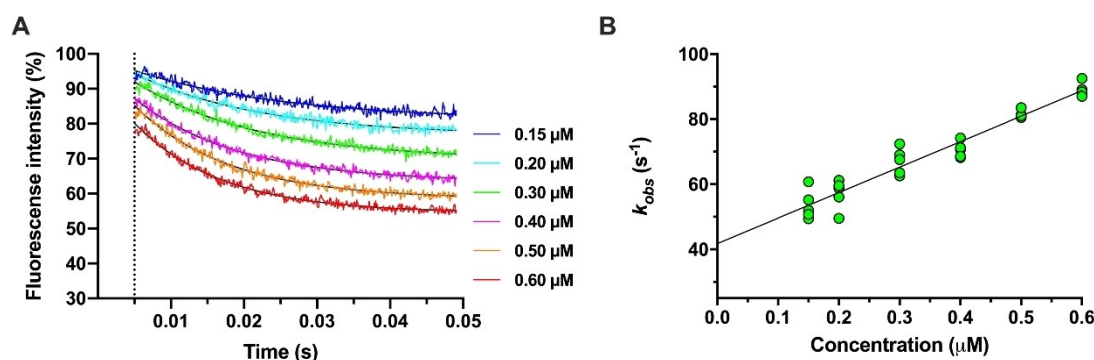 A
Fluorescense intensity (%)
100
90
80
70
60
50
40
30
0.01
0.02
0.03
0.04
0.05
Time (s)
0.15 µM
0.20 µM
0.30 µM
0.40 µM
0.50 µM
0.60 µM
B
kobs (s-1)
100
80
60
40
0.0
0.1
0.2
0.3
0.4
0.5
0.6
Concentration (µM)